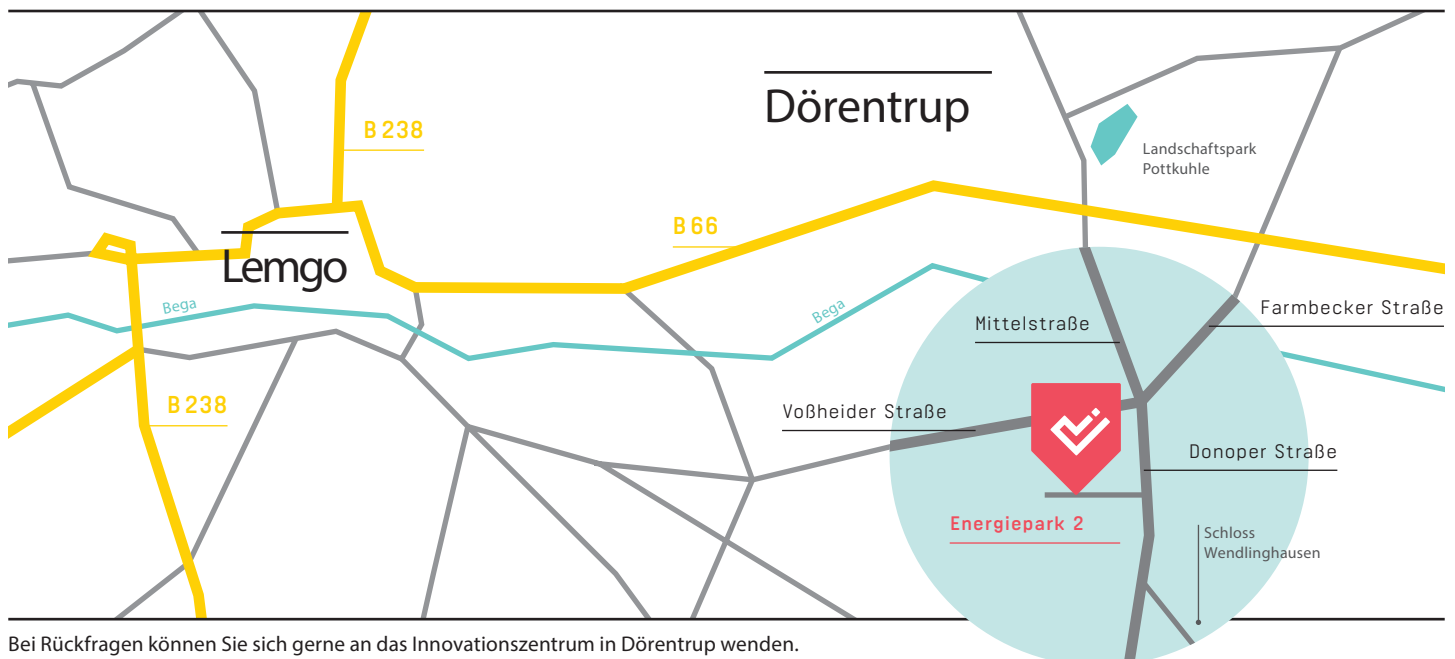 Dörentrup
B 238
Landschaftspark
Pottkuhle
B 66
Lemgo
Bega
Bega
Farmbecker Straße
Mittelstraße
B 238
Voßheider Straße
Donoper Straße
Energiepark 2
Schloss
Wendlinghausen
Bei Rückfragen können Sie sich gerne an das Innovationszentrum in Dörentrup wenden.